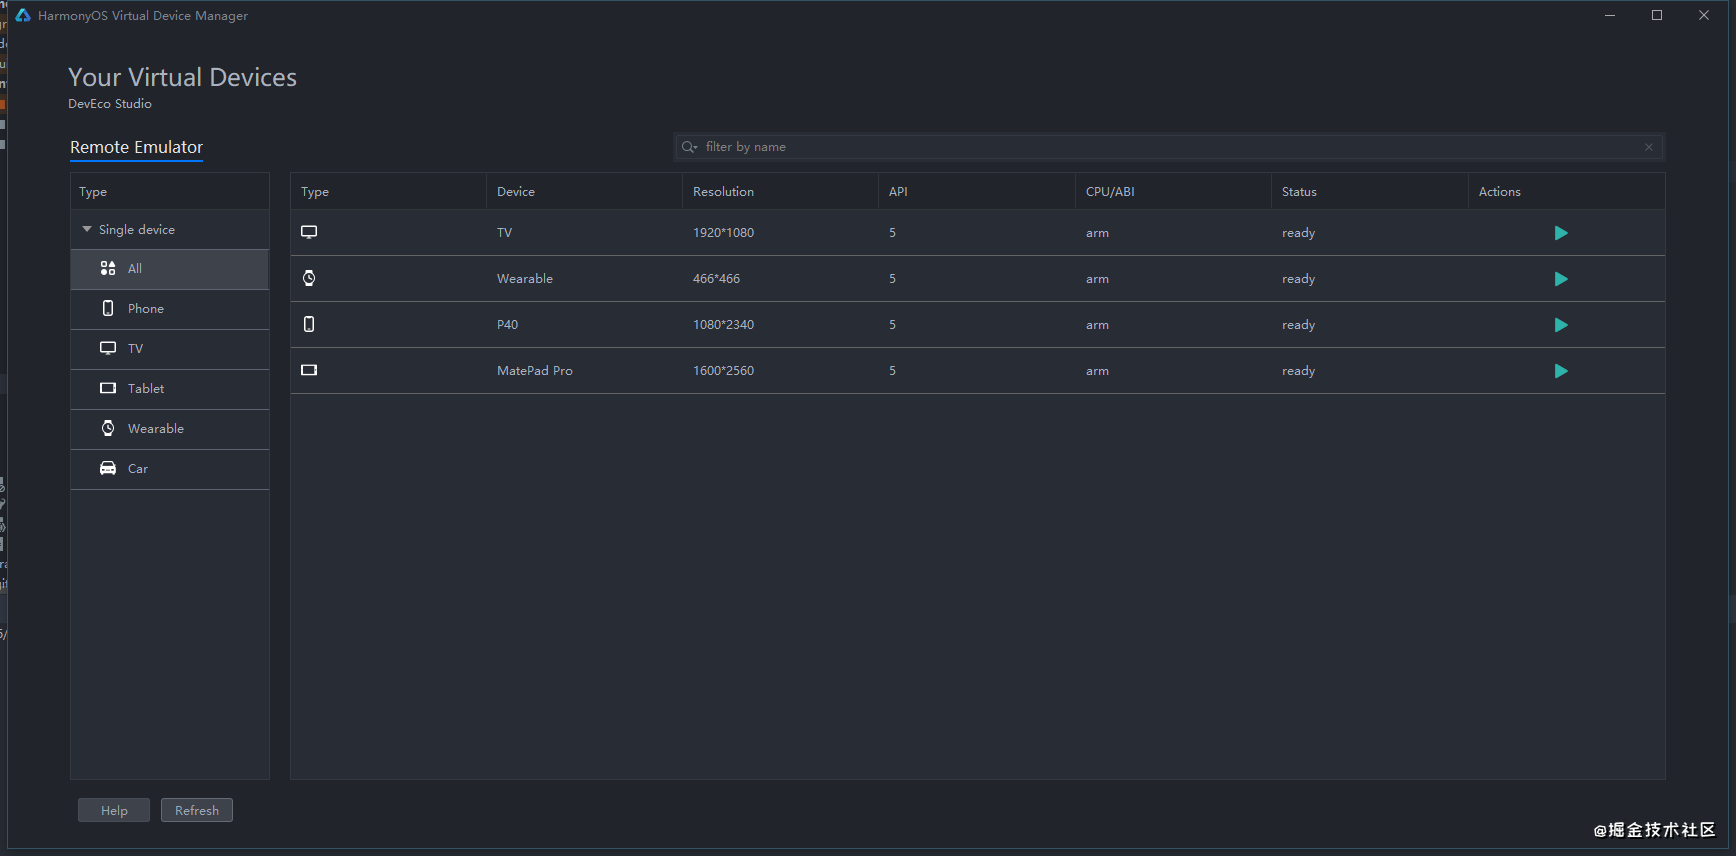 HarmonyOS Virtual Device Manager
Your Virtual Devices
DevEco Studio
Remote Emulator
filter by name
Type
Single device
All
Phone
TV
Tablet
Wearable
Car
Type Device Resolution API CPU/ABI Status Actions
TV 1920*1080 5 arm ready
Wearable 466*466 5 arm ready
P40 1080*2340 5 arm ready
MatePad Pro 1600*2560 5 arm ready
Help Refresh
@掘金技术社区